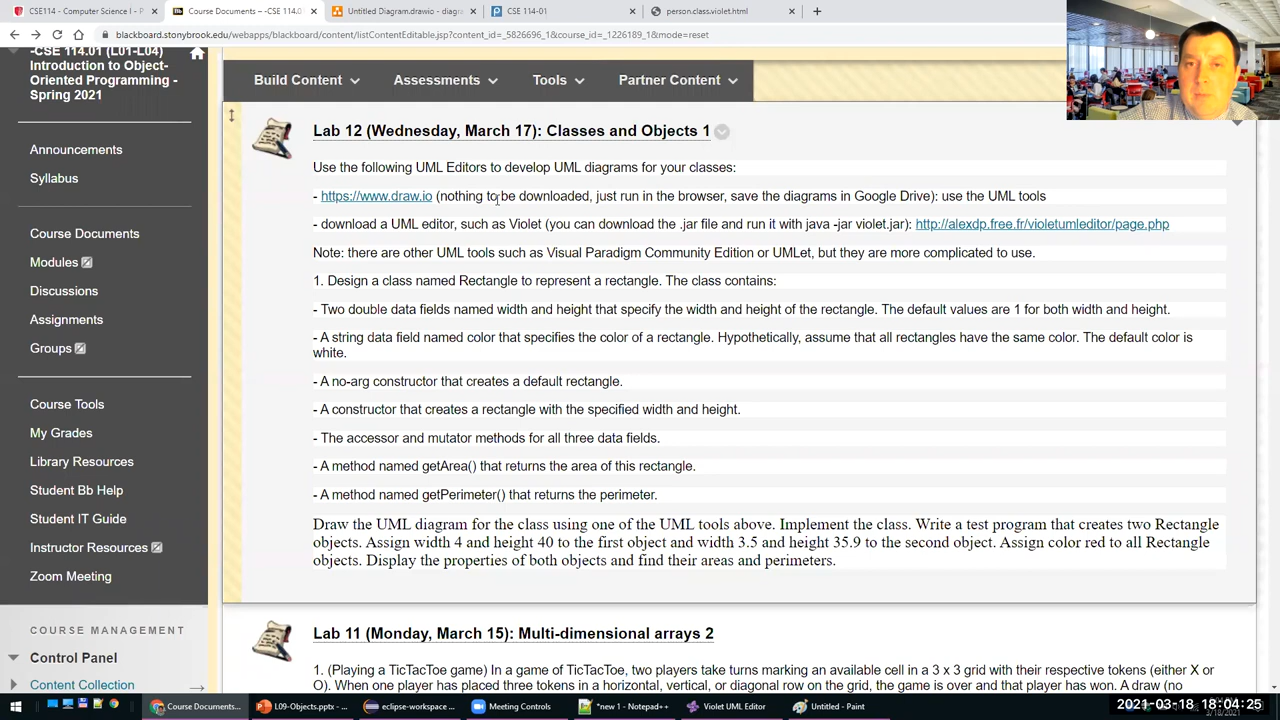 CSE114 - Computer Science I - P
Course Documents – -CSE 114.0
Untitled Diagram.drawio - diagra
CSE 114-01
person.class.violet.html
blackboard.stonybrook.edu/webapps/blackboard/content/listContentEditable.jsp?content_id=_5826696_1&course_id=_1226189_1&mode=reset
-CSE 114.01 (L01-L04)
Introduction to Object-
Oriented Programming -
Spring 2021
Announcements
Syllabus
Course Documents
Modules
Discussions
Assignments
Groups
Course Tools
My Grades
Library Resources
Student Bb Help
Student IT Guide
Instructor Resources
Zoom Meeting
COURSE MANAGEMENT
Control Panel
Content Collection
Build Content
Assessments
Tools
Partner Content
Lab 12 (Wednesday, March 17): Classes and Objects 1
Use the following UML Editors to develop UML diagrams for your classes:
- https://www.draw.io (nothing to be downloaded, just run in the browser, save the diagrams in Google Drive): use the UML tools
- download a UML editor, such as Violet (you can download the .jar file and run it with java -jar violet.jar): http://alexdp.free.fr/violetumleditor/page.php
Note: there are other UML tools such as Visual Paradigm Community Edition or UMLet, but they are more complicated to use.
1. Design a class named Rectangle to represent a rectangle. The class contains:
- Two double data fields named width and height that specify the width and height of the rectangle. The default values are 1 for both width and height.
- A string data field named color that specifies the color of a rectangle. Hypothetically, assume that all rectangles have the same color. The default color is
white.
- A no-arg constructor that creates a default rectangle.
- A constructor that creates a rectangle with the specified width and height.
- The accessor and mutator methods for all three data fields.
- A method named getArea() that returns the area of this rectangle.
- A method named getPerimeter() that returns the perimeter.
Draw the UML diagram for the class using one of the UML tools above. Implement the class. Write a test program that creates two Rectangle
objects. Assign width 4 and height 40 to the first object and width 3.5 and height 35.9 to the second object. Assign color red to all Rectangle
objects. Display the properties of both objects and find their areas and perimeters.
Lab 11 (Monday, March 15): Multi-dimensional arrays 2
1. (Playing a TicTacToe game) In a game of TicTacToe, two players take turns marking an available cell in a 3 x 3 grid with their respective tokens (either X or
O). When one player has placed three tokens in a horizontal, vertical, or diagonal row on the grid, the game is over and that player has won. A draw (no
Course Documents...
L09-Objects.pptx - ...
eclipse-workspace ...
Meeting Controls
*new 1 - Notepad++
Violet UML Editor
Untitled - Paint
2021-03-18 18:04:25